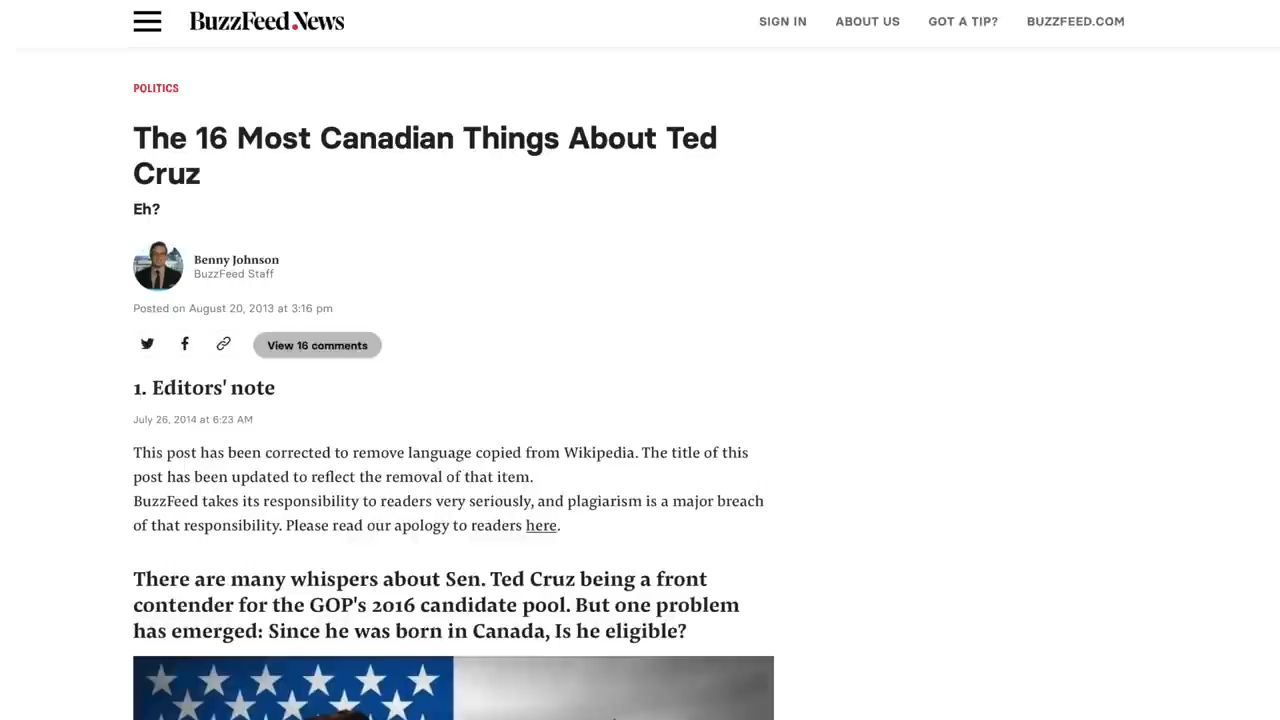 BuzzFeed News
SIGN IN ABOUT US GOT A TIP? BUZZFEED.COM
POLITICS
The 16 Most Canadian Things About Ted
Cruz
Eh?
Benny Johnson
BuzzFeed Staff
Posted on August 20, 2013 at 3:16 pm
View 16 comments
1. Editors' note
July 26, 2014 at 6:23 AM
This post has been corrected to remove language copied from Wikipedia. The title of this
post has been updated to reflect the removal of that item.
BuzzFeed takes its responsibility to readers very seriously, and plagiarism is a major breach
of that responsibility. Please read our apology to readers here.
There are many whispers about Sen. Ted Cruz being a front
contender for the GOP's 2016 candidate pool. But one problem
has emerged: Since he was born in Canada, Is he eligible?